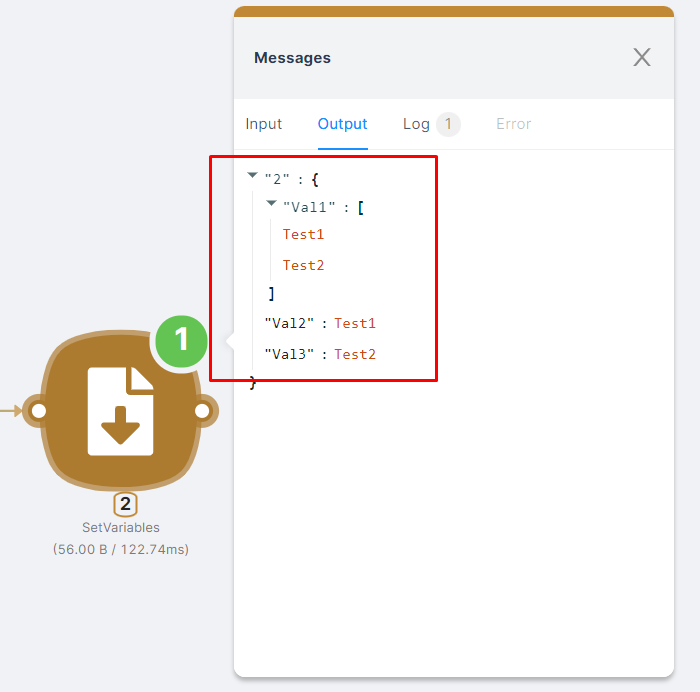 Messages
Input Output Log 1 Error
"2" : {
"Val1" : [
Test1
Test2
]
"Val2" : Test1
"Val3" : Test2
}
1
2
SetVariables
(56.00 B / 122.74ms)